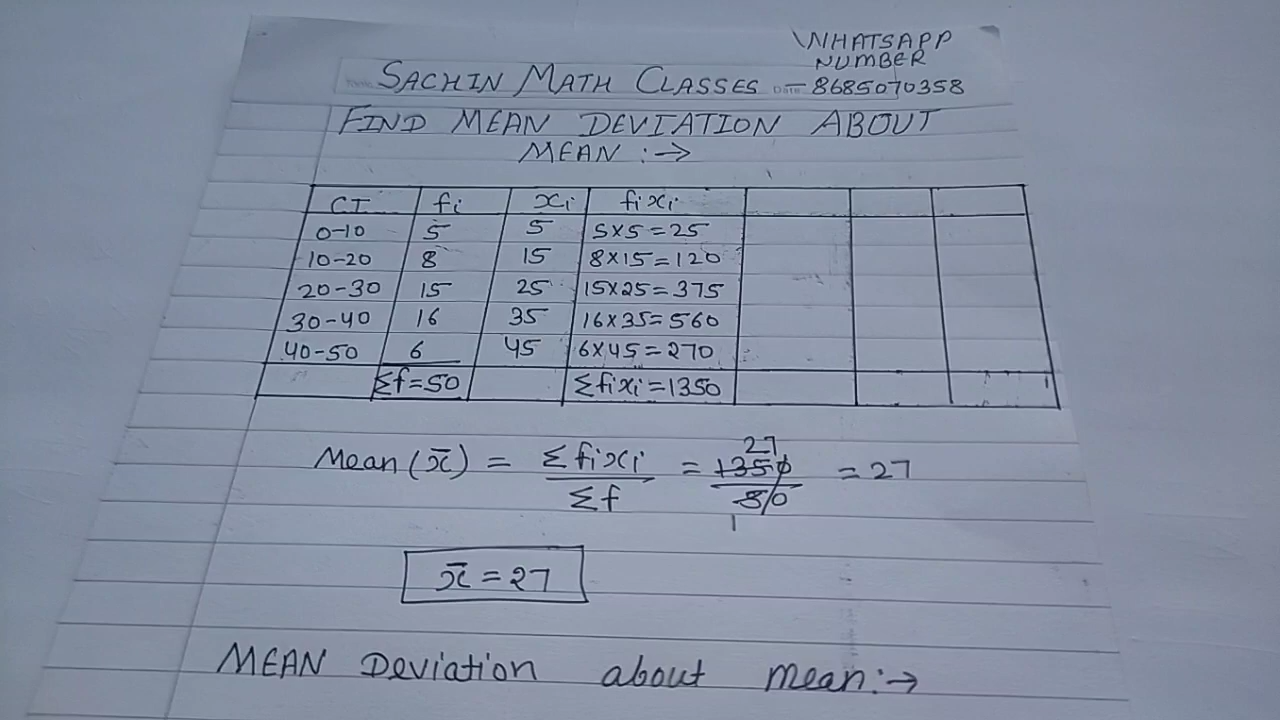 WHATSAPP
NUMBER
SACHIN MATH CLASSES – 8685070358
FIND MEAN DEVIATION ABOUT
MEAN :→
CI fi xi fixi
0-10 5 5 5×5=25
10-20 8 15 8×15=120
20-30 15 25 15×25=375
30-40 16 35 16×35=560
40-50 6 45 6×45=270
Σf=50 Σfixi=1350
27
Mean (x̄) = Σfixi / Σf = 1350 / 50 = 27
1
x̄ = 27
MEAN Deviation about mean:→